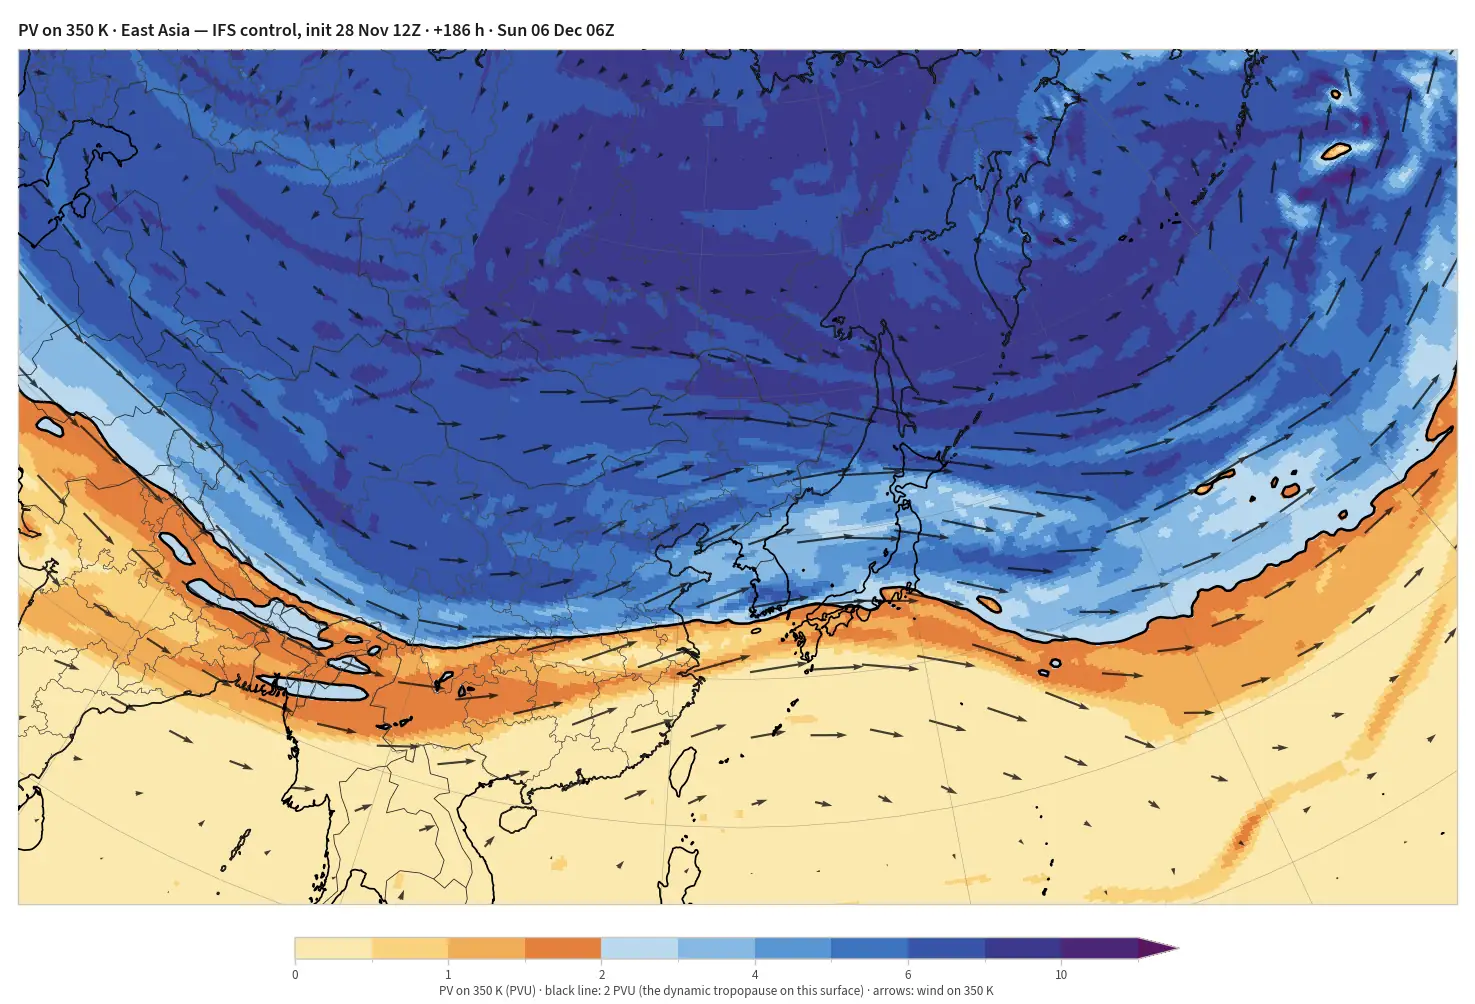 PV on 350 K · East Asia — IFS control, init 28 Nov 12Z · +186 h · Sun 06 Dec 06Z
0 1 2 4 6 10
PV on 350 K (PVU) · black line: 2 PVU (the dynamic tropopause on this surface) · arrows: wind on 350 K